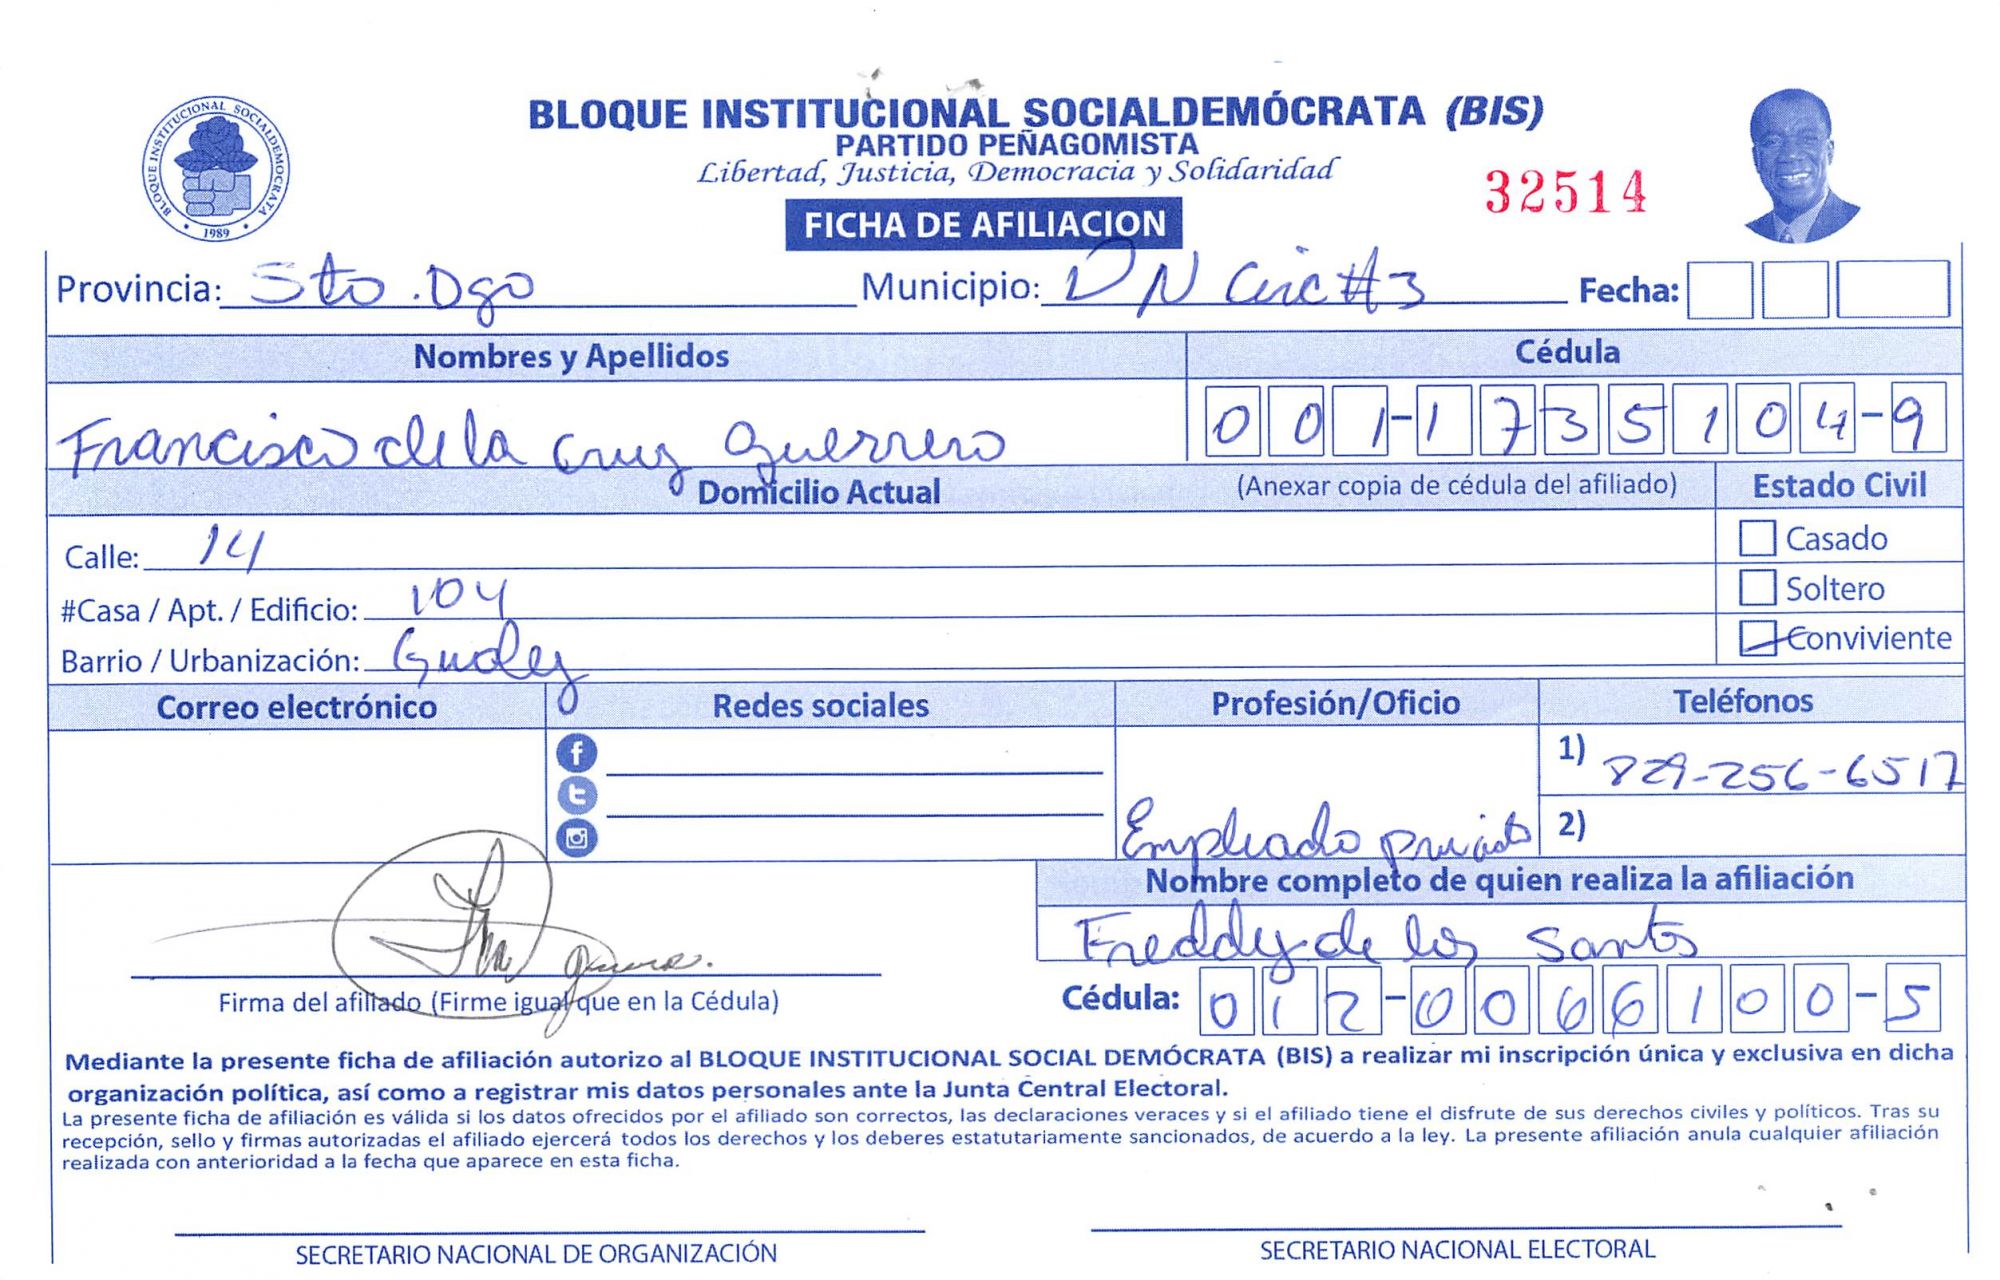 BLOQUE INSTITUCIONAL SOCIALDEMOCRATA
1989
BLOQUE INSTITUCIONAL SOCIALDEMÓCRATA (BIS)
PARTIDO PEÑAGOMISTA
Libertad, Justicia, Democracia y Solidaridad
32514
FICHA DE AFILIACION
Provincia: Sto. Dgo Municipio: DN Circ #3 Fecha:
Nombres y Apellidos Cédula
Francisco de la Cruz Guerrero 001-1735104-9
Domicilio Actual (Anexar copia de cédula del afiliado) Estado Civil
Calle: 14 Casado
#Casa / Apt. / Edificio: 104 Soltero
Barrio / Urbanización: Gualey Conviviente
Correo electrónico Redes sociales Profesión/Oficio Teléfonos
1) 829-256-6517
Empleado privado 2)
Nombre completo de quien realiza la afiliación
Freddy de los Santos
Firma del afiliado (Firme igual que en la Cédula) Cédula: 012-0066100-5
Mediante la presente ficha de afiliación autorizo al BLOQUE INSTITUCIONAL SOCIAL DEMÓCRATA (BIS) a realizar mi inscripción única y exclusiva en dicha
organización política, así como a registrar mis datos personales ante la Junta Central Electoral.
La presente ficha de afiliación es válida si los datos ofrecidos por el afiliado son correctos, las declaraciones veraces y si el afiliado tiene el disfrute de sus derechos civiles y políticos. Tras su
recepción, sello y firmas autorizadas el afiliado ejercerá todos los derechos y los deberes estatutariamente sancionados, de acuerdo a la ley. La presente afiliación anula cualquier afiliación
realizada con anterioridad a la fecha que aparece en esta ficha.
SECRETARIO NACIONAL DE ORGANIZACIÓN SECRETARIO NACIONAL ELECTORAL